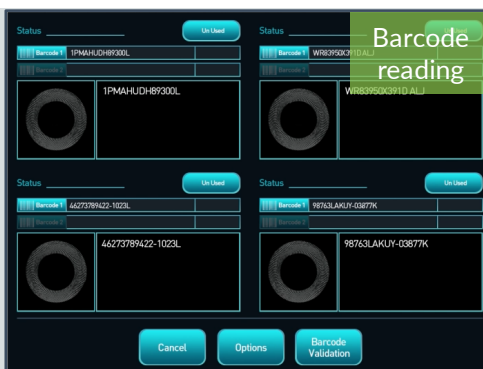 Status Un Used
Barcode 1 1PMAHUDH89300L
Barcode 2
1PMAHUDH89300L
Status
Barcode 1 WR83950X391D ALJ
WR83950X391D ALJ
Barcode
reading
Status Un Used
Barcode 1 46273789422-1023L
Barcode 2
46273789422-1023L
Status Un Used
Barcode 1 98763LAKUY-03877K
Barcode 2
98763LAKUY-03877K
Cancel
Options
Barcode
Validation